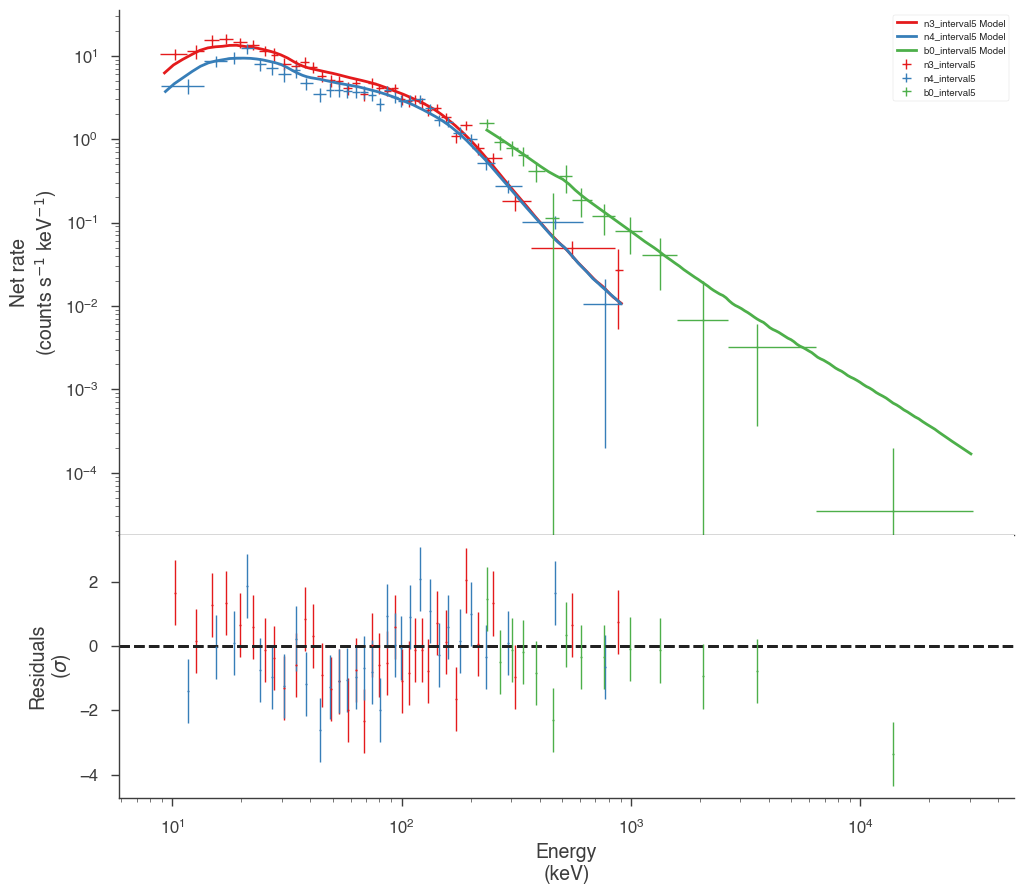 n3_interval5 Model
n4_interval5 Model
b0_interval5 Model
n3_interval5
n4_interval5
b0_interval5
Net rate
(counts s⁻¹ keV⁻¹)
10¹
10⁰
10⁻¹
10⁻²
10⁻³
10⁻⁴
Residuals
(σ)
2
0
−2
−4
10¹ 10² 10³ 10⁴
Energy
(keV)